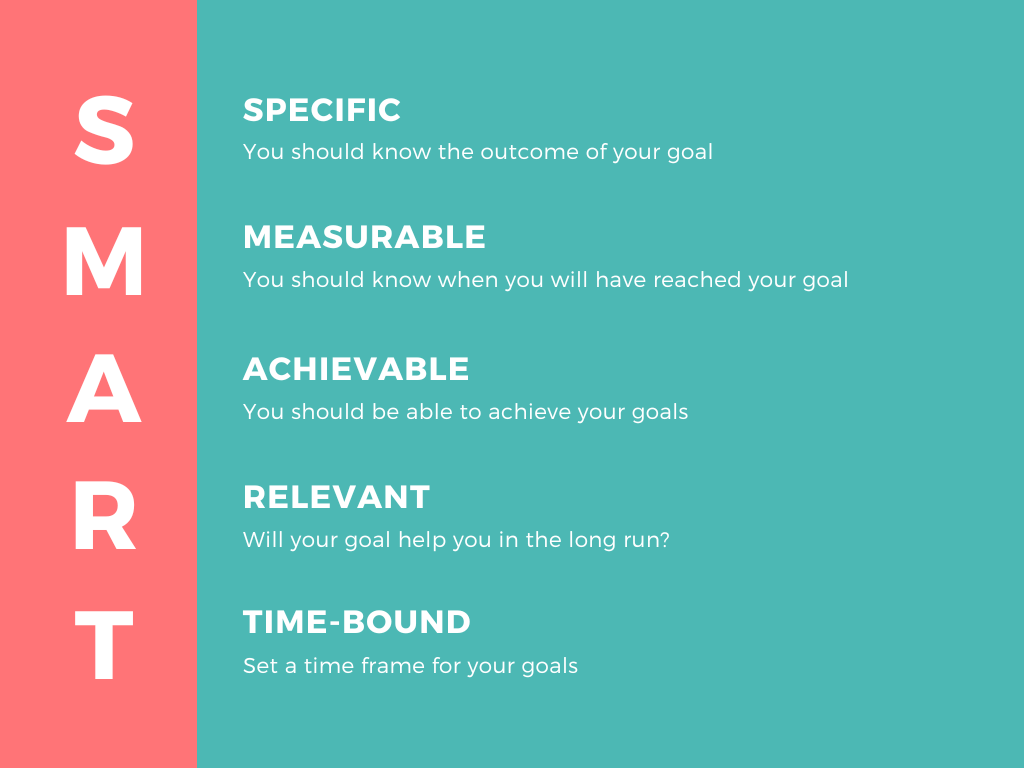 S
SPECIFIC
You should know the outcome of your goal
M
MEASURABLE
You should know when you will have reached your goal
A
ACHIEVABLE
You should be able to achieve your goals
R
RELEVANT
Will your goal help you in the long run?
T
TIME-BOUND
Set a time frame for your goals